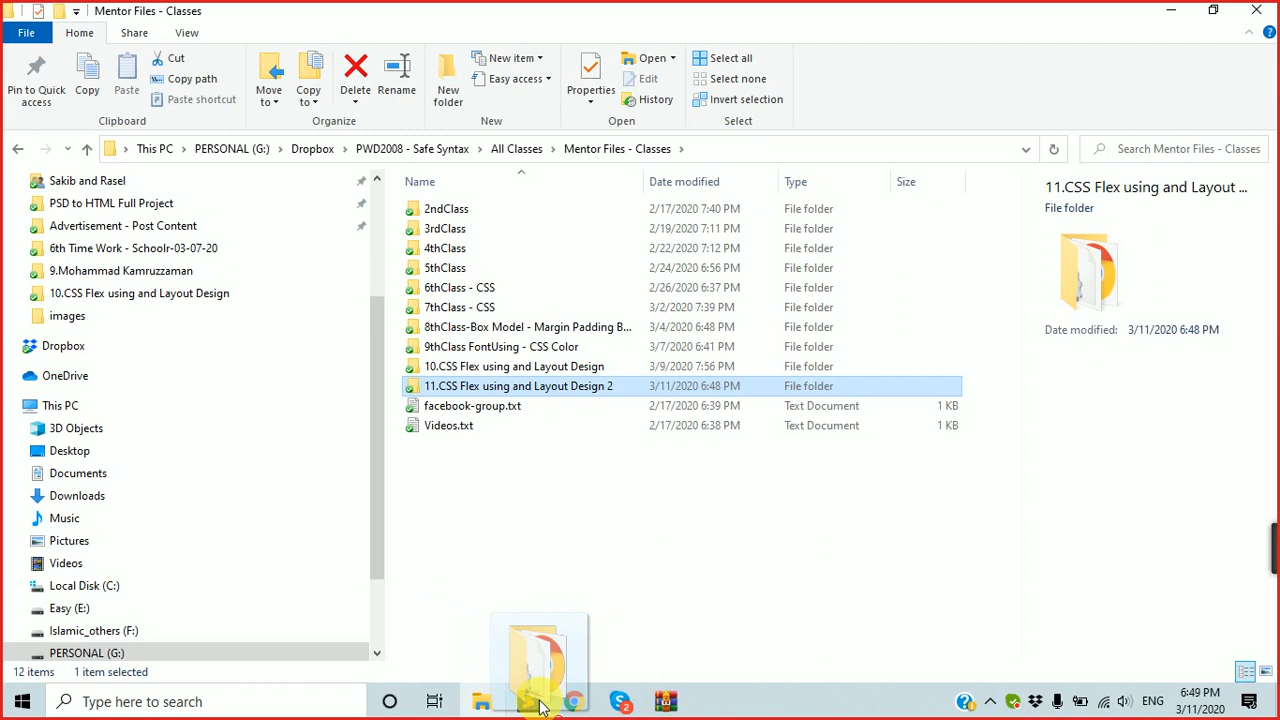 Mentor Files - Classes
File
Home
Share
View
Pin to Quick access
Copy
Paste
Cut
Copy path
Paste shortcut
Clipboard
Move to
Copy to
Delete
Rename
Organize
New folder
New item
Easy access
New
Properties
Open
Edit
History
Open
Select all
Select none
Invert selection
Select
This PC > PERSONAL (G:) > Dropbox > PWD2008 - Safe Syntax > All Classes > Mentor Files - Classes >
Search Mentor Files - Classes
Sakib and Rasel
PSD to HTML Full Project
Advertisement - Post Content
6th Time Work - Schoolr-03-07-20
9.Mohammad Kamruzzaman
10.CSS Flex using and Layout Design
images
Dropbox
OneDrive
This PC
3D Objects
Desktop
Documents
Downloads
Music
Pictures
Videos
Local Disk (C:)
Easy (E:)
Islamic_others (F:)
PERSONAL (G:)
Name Date modified Type Size
2ndClass 2/17/2020 7:40 PM File folder
3rdClass 2/19/2020 7:11 PM File folder
4thClass 2/22/2020 7:12 PM File folder
5thClass 2/24/2020 6:56 PM File folder
6thClass - CSS 2/26/2020 6:37 PM File folder
7thClass - CSS 3/2/2020 7:39 PM File folder
8thClass-Box Model - Margin Padding B... 3/4/2020 6:48 PM File folder
9thClass FontUsing - CSS Color 3/7/2020 6:41 PM File folder
10.CSS Flex using and Layout Design 3/9/2020 7:56 PM File folder
11.CSS Flex using and Layout Design 2 3/11/2020 6:48 PM File folder
facebook-group.txt 2/17/2020 6:39 PM Text Document 1 KB
Videos.txt 2/17/2020 6:38 PM Text Document 1 KB
11.CSS Flex using and Layout ...
File folder
Date modified: 3/11/2020 6:48 PM
12 items 1 item selected
Type here to search
2
ENG
6:49 PM
3/11/2020